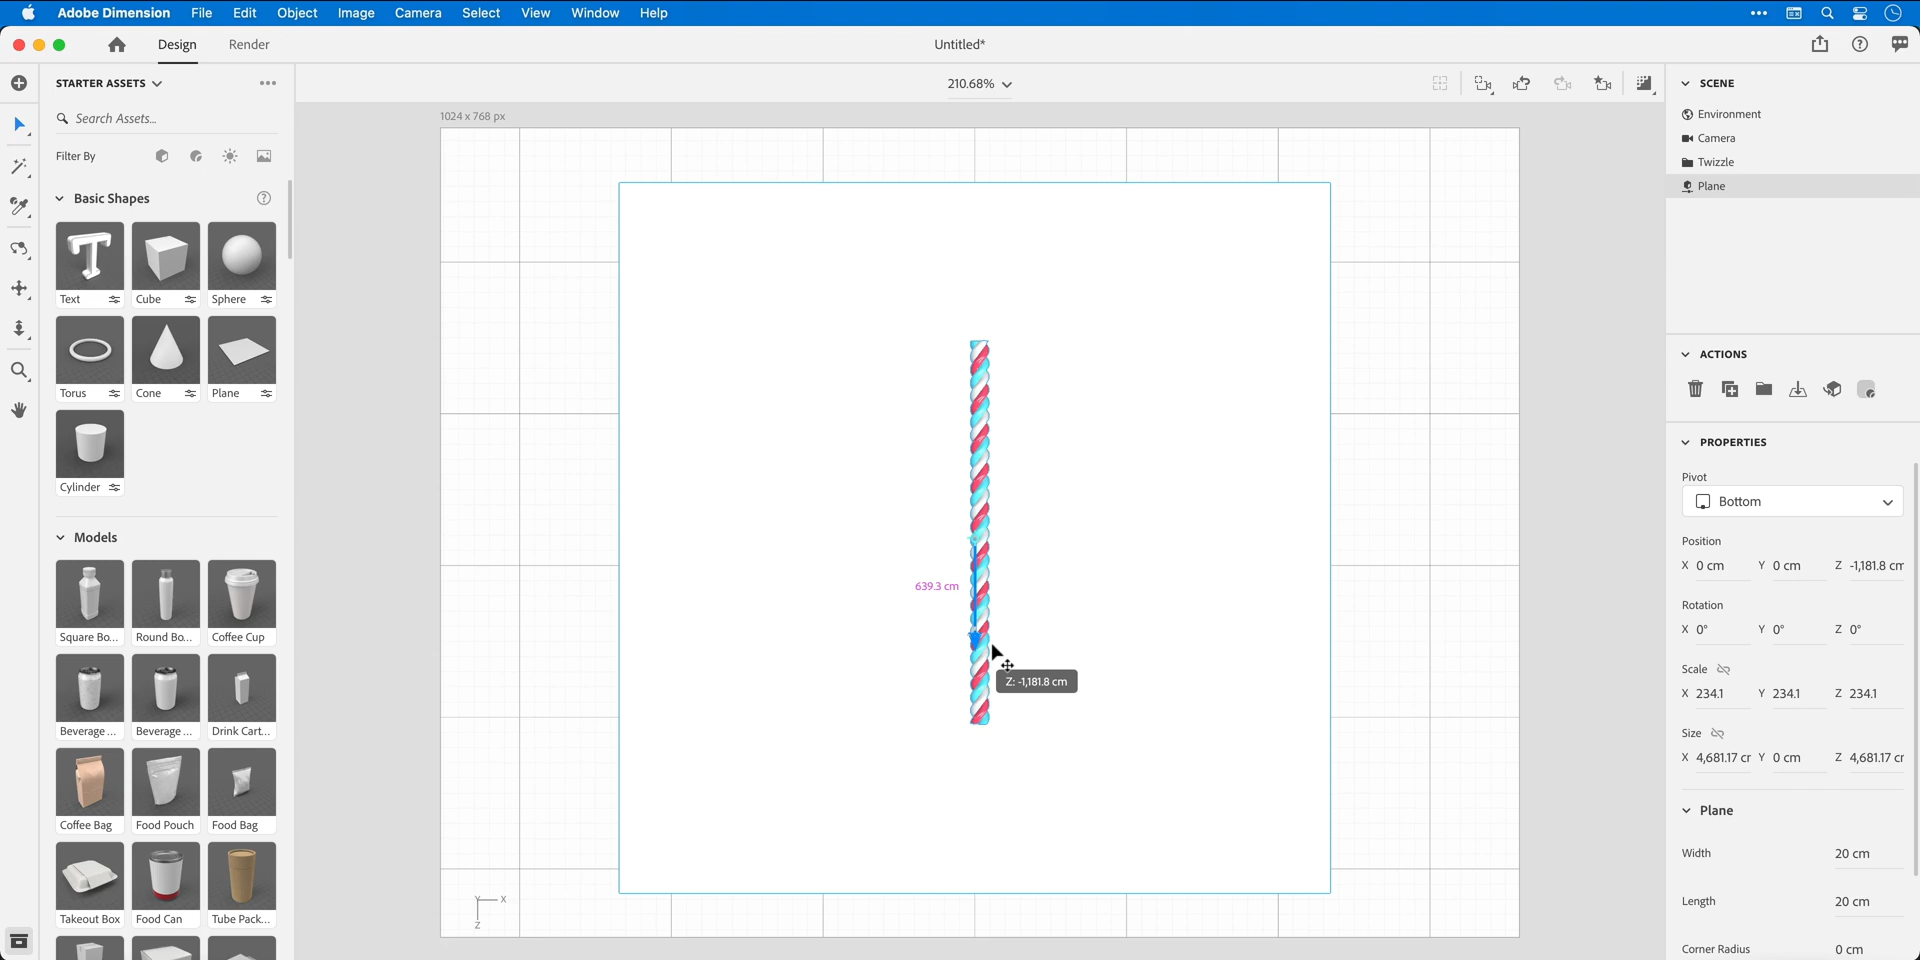 Adobe Dimension File Edit Object Image Camera Select View Window Help
Design Render Untitled*
STARTER ASSETS
Search Assets...
Filter By
Basic Shapes
Text Cube Sphere
Torus Cone Plane
Cylinder
Models
Square Bo... Round Bo... Coffee Cup
Beverage ... Beverage ... Drink Cart...
Coffee Bag Food Pouch Food Bag
Takeout Box Food Can Tube Pack...
210.68%
1024 x 768 px
639.3 cm
Z: -1,181.8 cm
Y X
Z
SCENE
Environment
Camera
Twizzle
Plane
ACTIONS
PROPERTIES
Pivot
Bottom
Position
X 0 cm Y 0 cm Z -1,181.8 cm
Rotation
X 0° Y 0° Z 0°
Scale
X 234.1 Y 234.1 Z 234.1
Size
X 4,681.17 cr Y 0 cm Z 4,681.17 cr
Plane
Width 20 cm
Length 20 cm
Corner Radius 0 cm